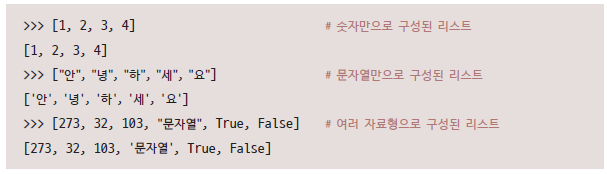 >>> [1, 2, 3, 4] # 숫자만으로 구성된 리스트
[1, 2, 3, 4]
>>> ["안", "녕", "하", "세", "요"] # 문자열만으로 구성된 리스트
['안', '녕', '하', '세', '요']
>>> [273, 32, 103, "문자열", True, False] # 여러 자료형으로 구성된 리스트
[273, 32, 103, '문자열', True, False]